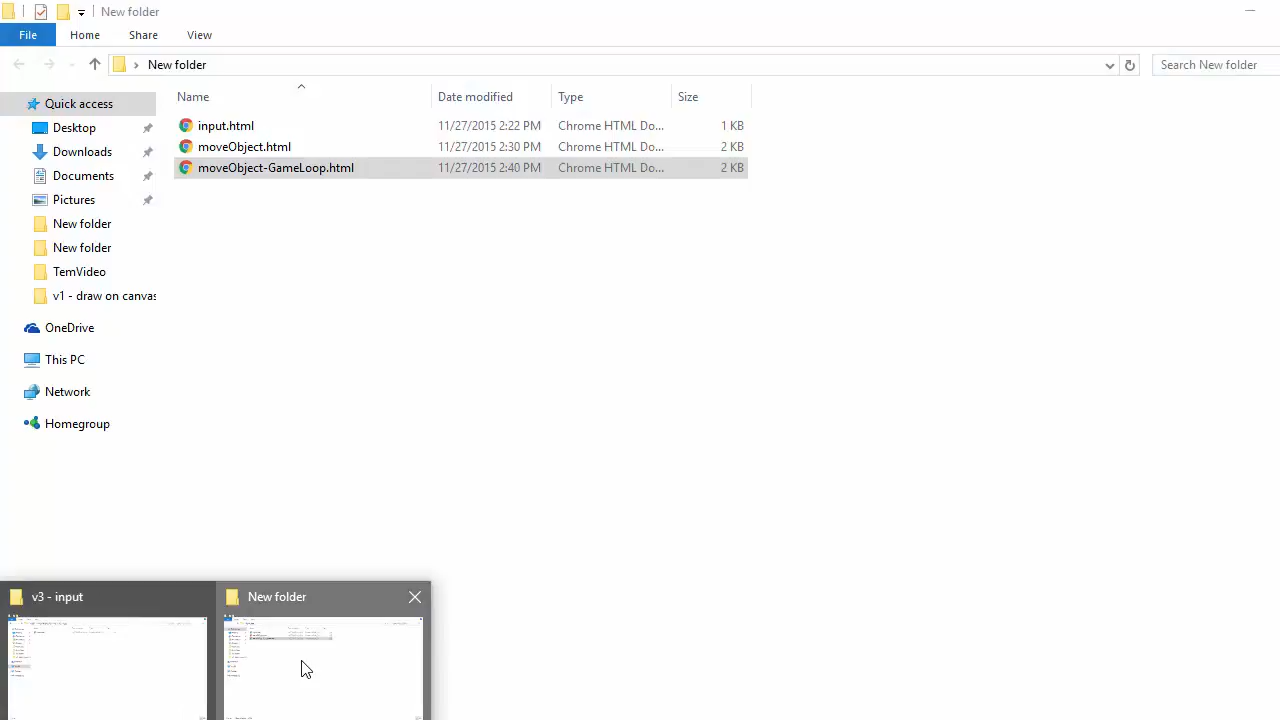 New folder
File Home Share View
New folder
Search New folder
Name Date modified Type Size
Quick access
Desktop
Downloads
Documents
Pictures
New folder
New folder
TemVideo
v1 - draw on canvas
OneDrive
This PC
Network
Homegroup
input.html 11/27/2015 2:22 PM Chrome HTML Do... 1 KB
moveObject.html 11/27/2015 2:30 PM Chrome HTML Do... 2 KB
moveObject-GameLoop.html 11/27/2015 2:40 PM Chrome HTML Do... 2 KB
v3 - input
New folder